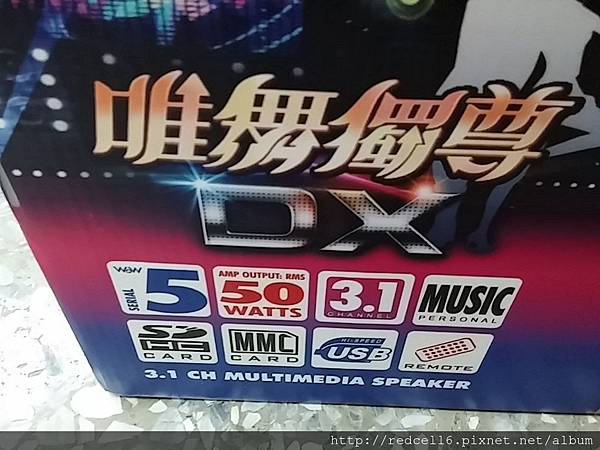 唯舞獨尊
DX
W&W SERIAL 5
AMP OUTPUT: RMS
50
WATTS
3.1
CHANNEL
MUSIC
PERSONAL
SD HC
CARD
MMC
CARD
HI-SPEED
USB
REMOTE
3.1 CH MULTIMEDIA SPEAKER
http://redcell6.pixnet.net/album